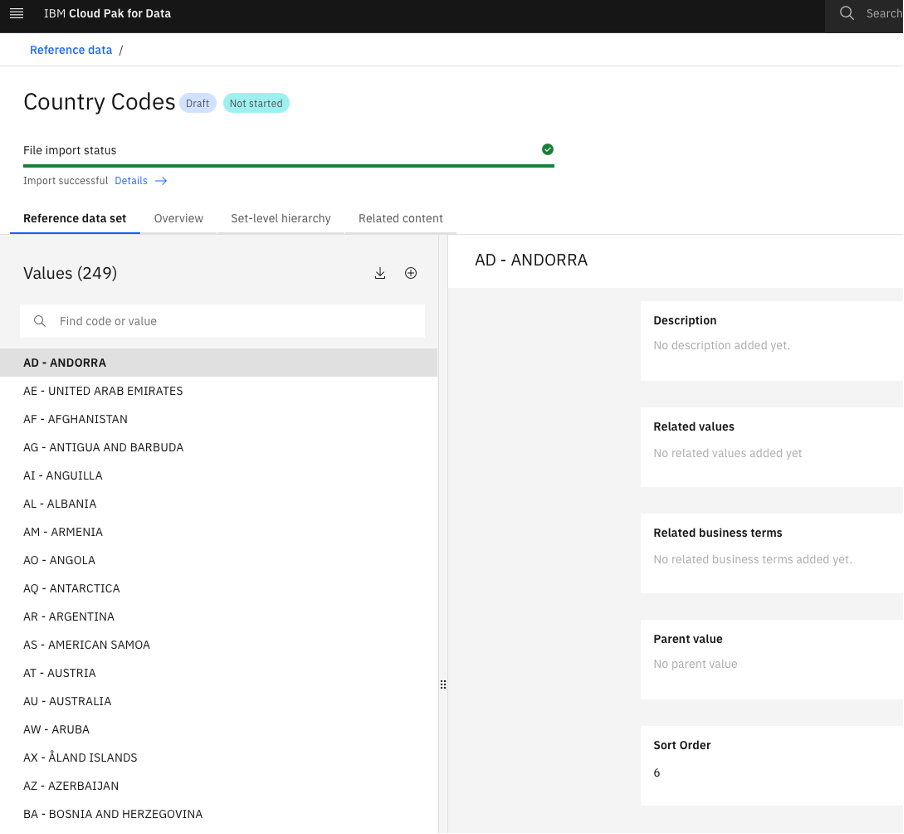 IBM Cloud Pak for Data
Search
Reference data /
Country Codes Draft Not started
File import status
Import successful Details
Reference data set Overview Set-level hierarchy Related content
Values (249)
Find code or value
AD - ANDORRA
AE - UNITED ARAB EMIRATES
AF - AFGHANISTAN
AG - ANTIGUA AND BARBUDA
AI - ANGUILLA
AL - ALBANIA
AM - ARMENIA
AO - ANGOLA
AQ - ANTARCTICA
AR - ARGENTINA
AS - AMERICAN SAMOA
AT - AUSTRIA
AU - AUSTRALIA
AW - ARUBA
AX - ÅLAND ISLANDS
AZ - AZERBAIJAN
BA - BOSNIA AND HERZEGOVINA
AD - ANDORRA
Description
No description added yet.
Related values
No related values added yet
Related business terms
No related business terms added yet.
Parent value
No parent value
Sort Order
6